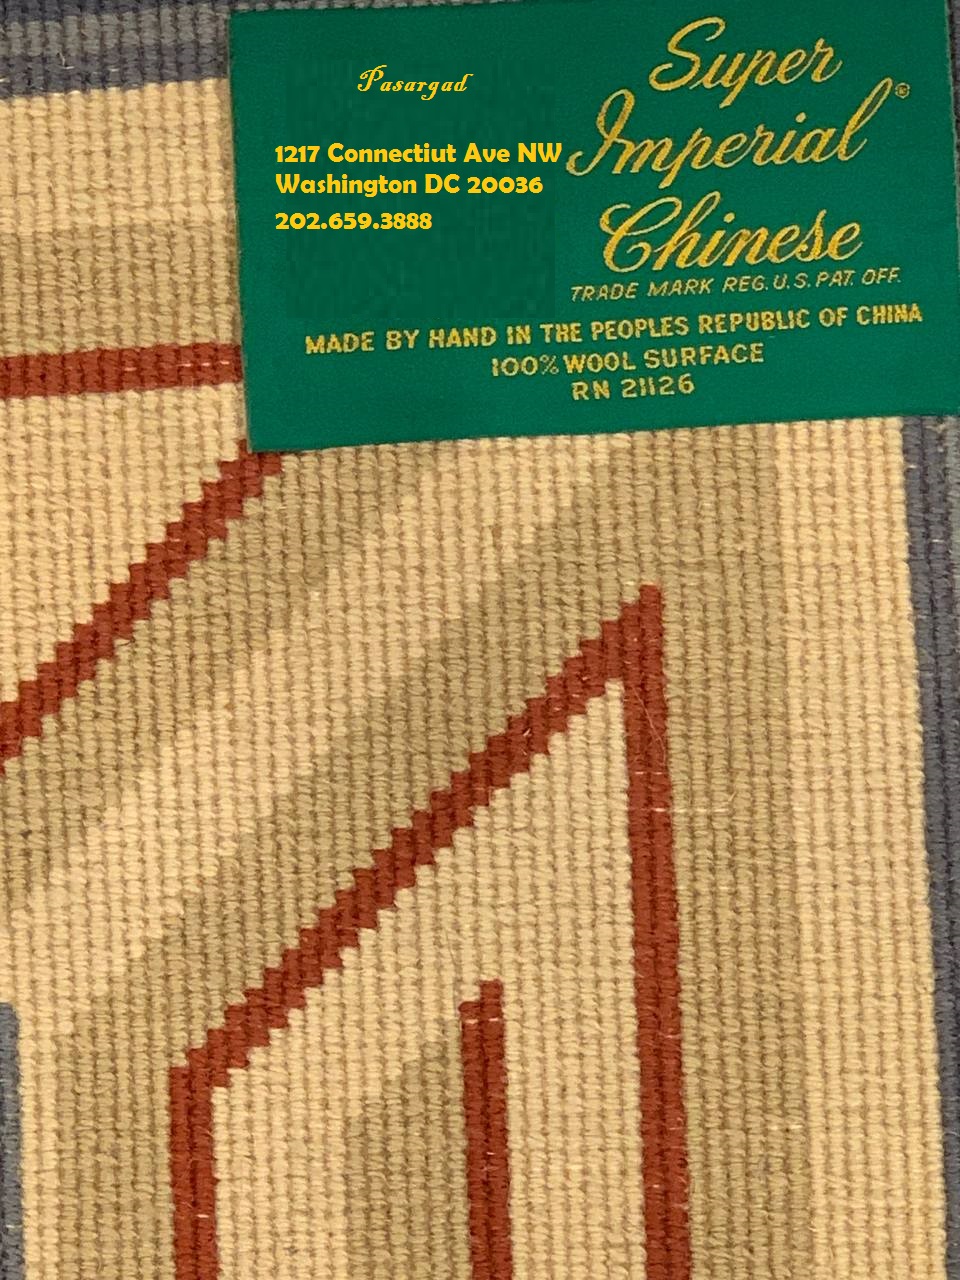 Pasargad
1217 Connectiut Ave NW
Washington DC 20036
202.659.3888
Super
Imperial®
Chinese
TRADE MARK REG. U.S. PAT. OFF.
MADE BY HAND IN THE PEOPLES REPUBLIC OF CHINA
100% WOOL SURFACE
RN 21126